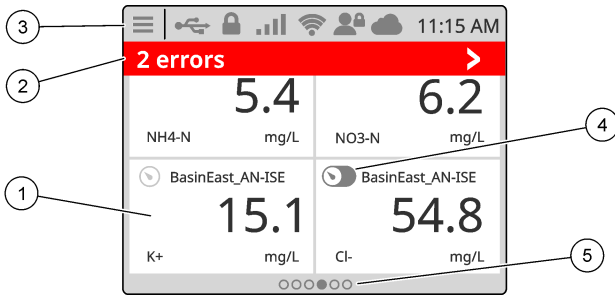 3
11:15 AM
2
2 errors
5.4
6.2
NH4-N mg/L
NO3-N mg/L
4
1
BasinEast_AN-ISE
BasinEast_AN-ISE
15.1
54.8
K+ mg/L
Cl- mg/L
5